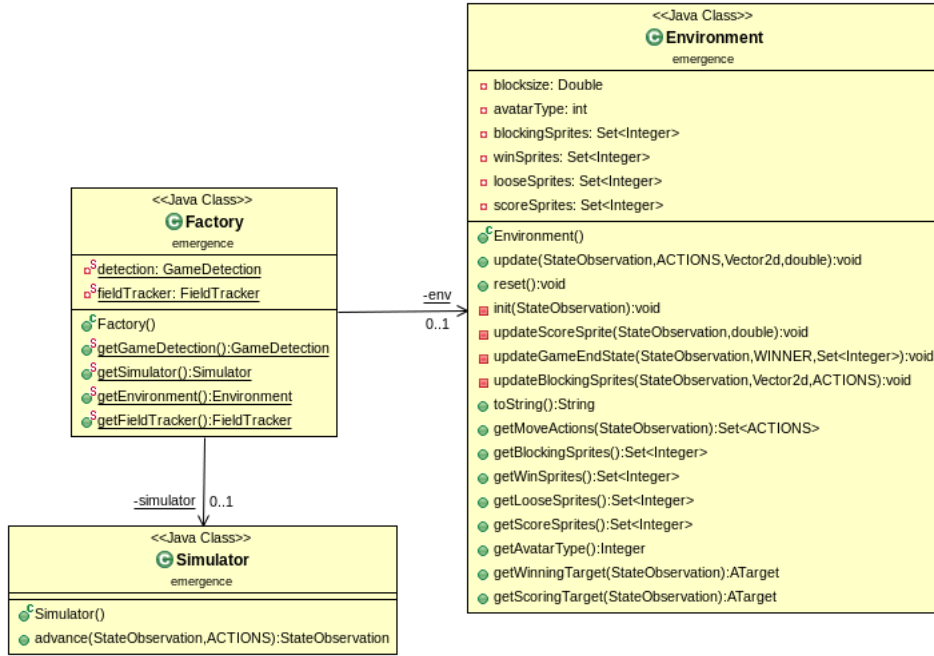 <<Java Class>>
Factory
emergence
detection: GameDetection
fieldTracker: FieldTracker
Factory()
getGameDetection():GameDetection
getSimulator():Simulator
getEnvironment():Environment
getFieldTracker():FieldTracker
-env
0..1
-simulator
0..1
<<Java Class>>
Simulator
emergence
Simulator()
advance(StateObservation,ACTIONS):StateObservation
<<Java Class>>
Environment
emergence
blocksize: Double
avatarType: int
blockingSprites: Set<Integer>
winSprites: Set<Integer>
looseSprites: Set<Integer>
scoreSprites: Set<Integer>
Environment()
update(StateObservation,ACTIONS,Vector2d,double):void
reset():void
init(StateObservation):void
updateScoreSprite(StateObservation,double):void
updateGameEndState(StateObservation,WINNER,Set<Integer>):void
updateBlockingSprites(StateObservation,Vector2d,ACTIONS):void
toString():String
getMoveActions(StateObservation):Set<ACTIONS>
getBlockingSprites():Set<Integer>
getWinSprites():Set<Integer>
getLooseSprites():Set<Integer>
getScoreSprites():Set<Integer>
getAvatarType():Integer
getWinningTarget(StateObservation):ATarget
getScoringTarget(StateObservation):ATarget